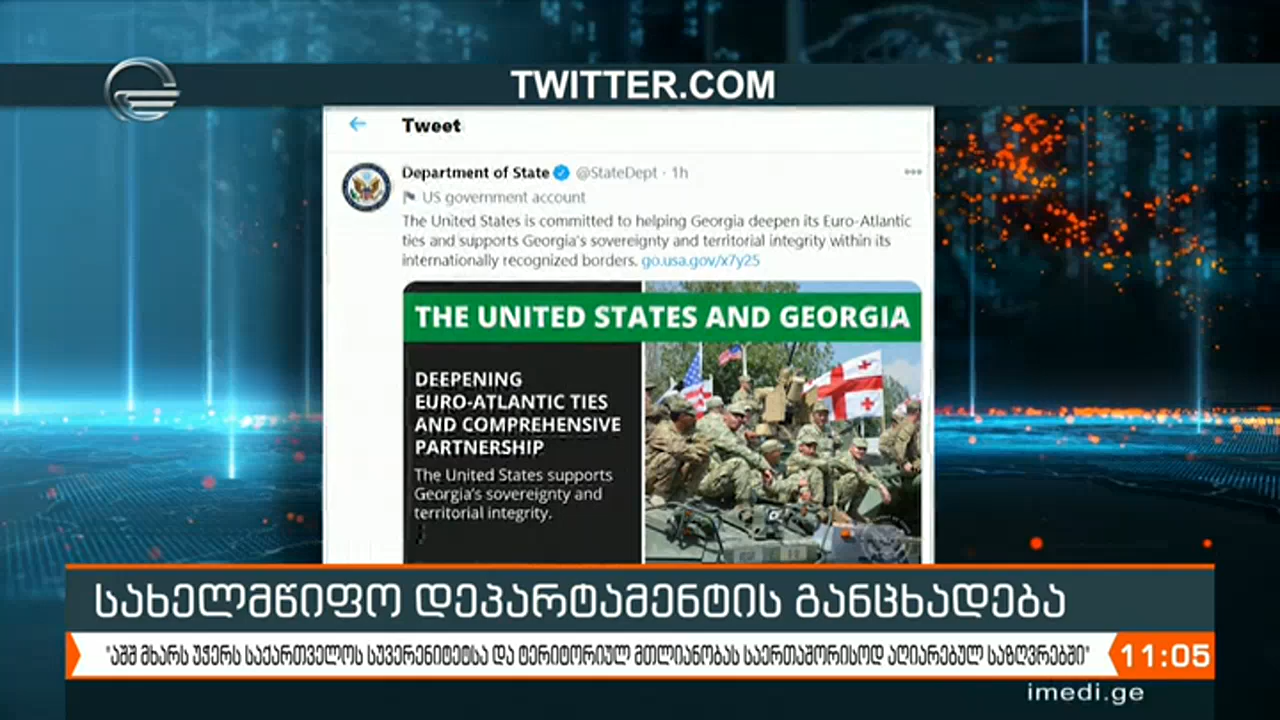 TWITTER.COM
Tweet
Department of State @StateDept · 1h
US government account
The United States is committed to helping Georgia deepen its Euro-Atlantic
ties and supports Georgia's sovereignty and territorial integrity within its
internationally recognized borders. go.usa.gov/x7y25
THE UNITED STATES AND GEORGIA
DEEPENING
EURO-ATLANTIC TIES
AND COMPREHENSIVE
PARTNERSHIP
The United States supports
Georgia's sovereignty and
territorial integrity.
სახელმწიფო დეპარტამენტის განცხადება
"აშშ მხარს უჭერს საქართველოს სუვერენიტეტსა და ტერიტორიულ მთლიანობას საერთაშორისოდ აღიარებულ საზღვრებში"
11:05
imedi.ge